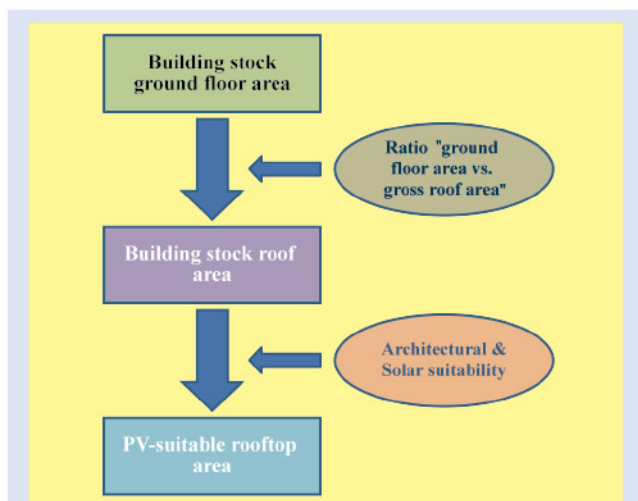 Building stock
ground floor area
Ratio "ground
floor area vs.
gross roof area"
Building stock roof
area
Architectural &
Solar suitability
PV-suitable rooftop
area